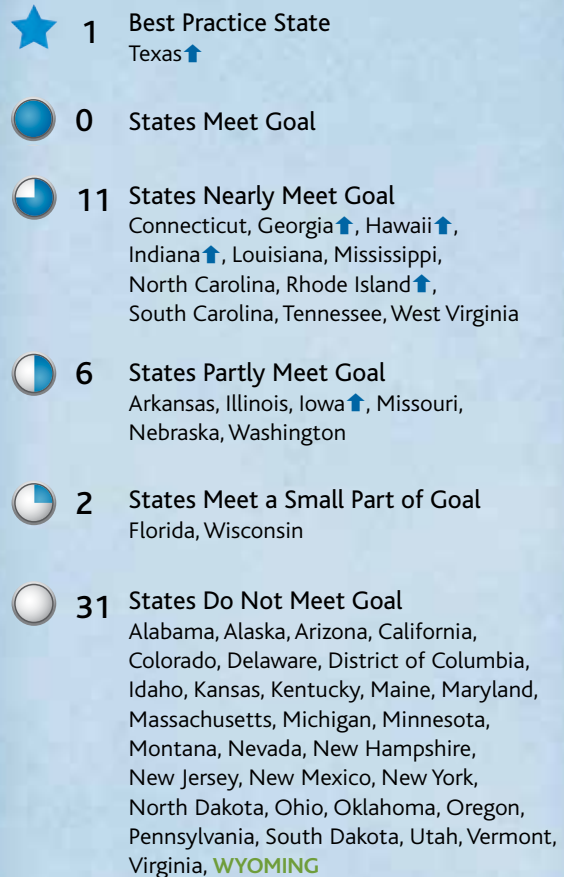 1 Best Practice State
Texas⬆
0 States Meet Goal
11 States Nearly Meet Goal
Connecticut, Georgia⬆, Hawaii⬆,
Indiana⬆, Louisiana, Mississippi,
North Carolina, Rhode Island⬆,
South Carolina, Tennessee, West Virginia
6 States Partly Meet Goal
Arkansas, Illinois, Iowa⬆, Missouri,
Nebraska, Washington
2 States Meet a Small Part of Goal
Florida, Wisconsin
31 States Do Not Meet Goal
Alabama, Alaska, Arizona, California,
Colorado, Delaware, District of Columbia,
Idaho, Kansas, Kentucky, Maine, Maryland,
Massachusetts, Michigan, Minnesota,
Montana, Nevada, New Hampshire,
New Jersey, New Mexico, New York,
North Dakota, Ohio, Oklahoma, Oregon,
Pennsylvania, South Dakota, Utah, Vermont,
Virginia, WYOMING